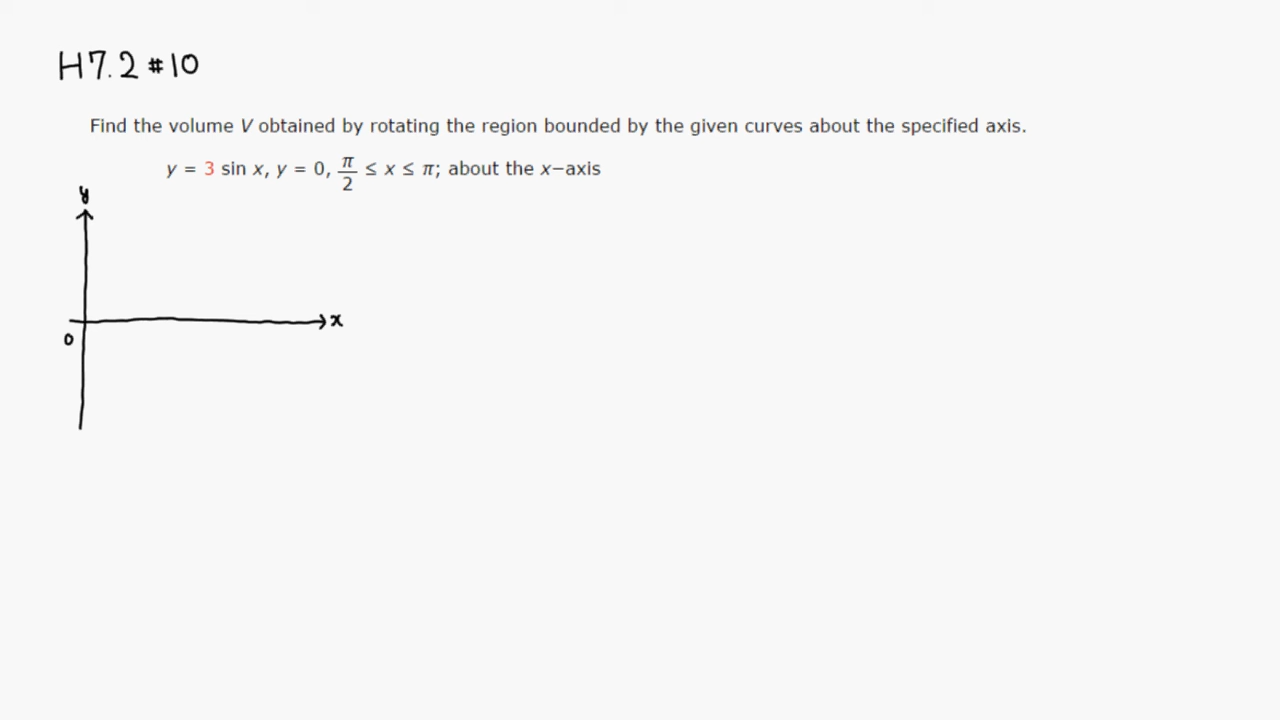 H7.2 #10
Find the volume V obtained by rotating the region bounded by the given curves about the specified axis.
y = 3 sin x, y = 0, π/2 ≤ x ≤ π; about the x−axis
y
x
0